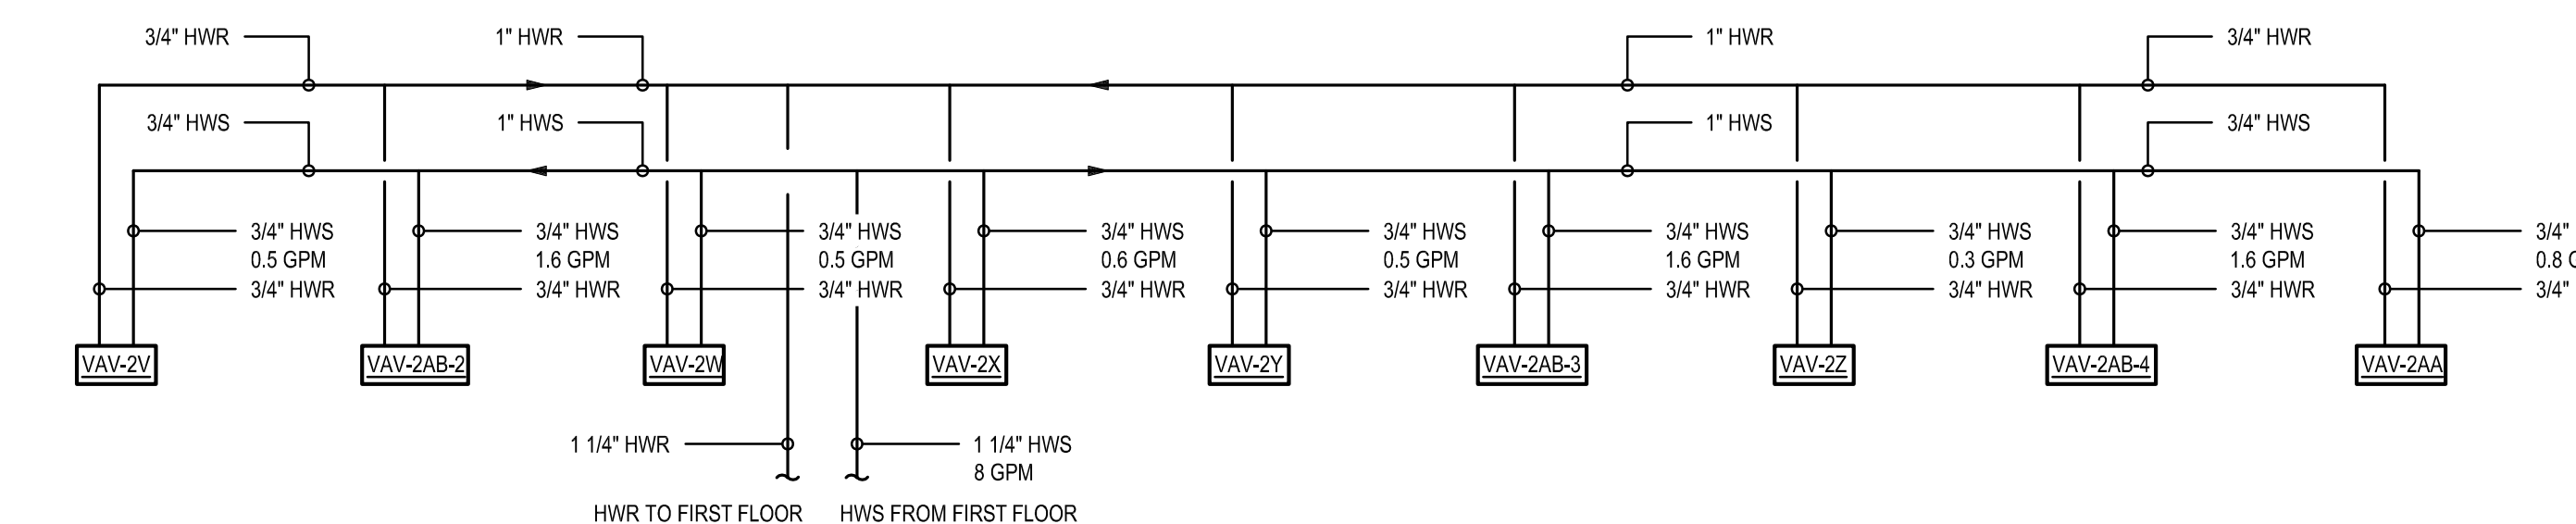 3/4" HWR
1" HWR
1" HWR
3/4" HWR
3/4" HWS
1" HWS
1" HWS
3/4" HWS
3/4" HWS
0.5 GPM
3/4" HWR
3/4" HWS
1.6 GPM
3/4" HWR
3/4" HWS
0.5 GPM
3/4" HWR
3/4" HWS
0.6 GPM
3/4" HWR
3/4" HWS
0.5 GPM
3/4" HWR
3/4" HWS
1.6 GPM
3/4" HWR
3/4" HWS
0.3 GPM
3/4" HWR
3/4" HWS
1.6 GPM
3/4" HWR
3/4"
0.8
3/4"
VAV-2V
VAV-2AB-2
VAV-2W
VAV-2X
VAV-2Y
VAV-2AB-3
VAV-2Z
VAV-2AB-4
VAV-2AA
1 1/4" HWR
1 1/4" HWS
8 GPM
HWR TO FIRST FLOOR
HWS FROM FIRST FLOOR